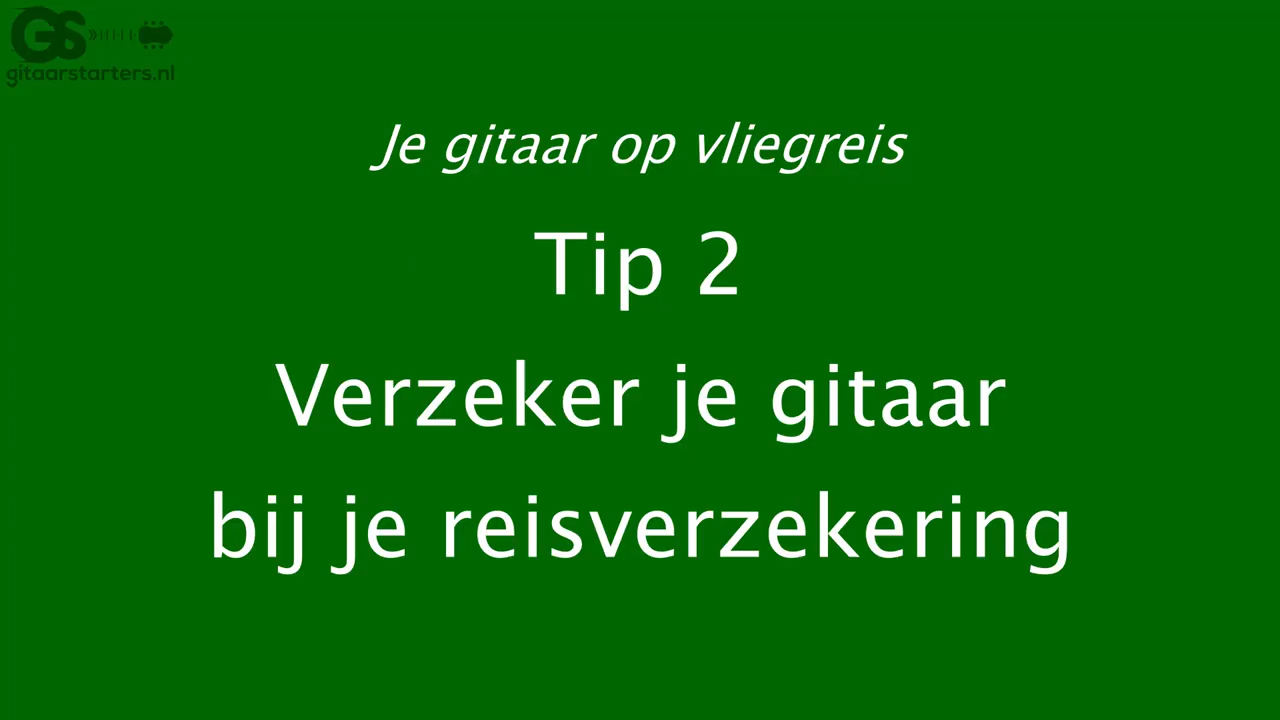 GS
gitaarstarters.nl
Je gitaar op vliegreis
Tip 2
Verzeker je gitaar
bij je reisverzekering